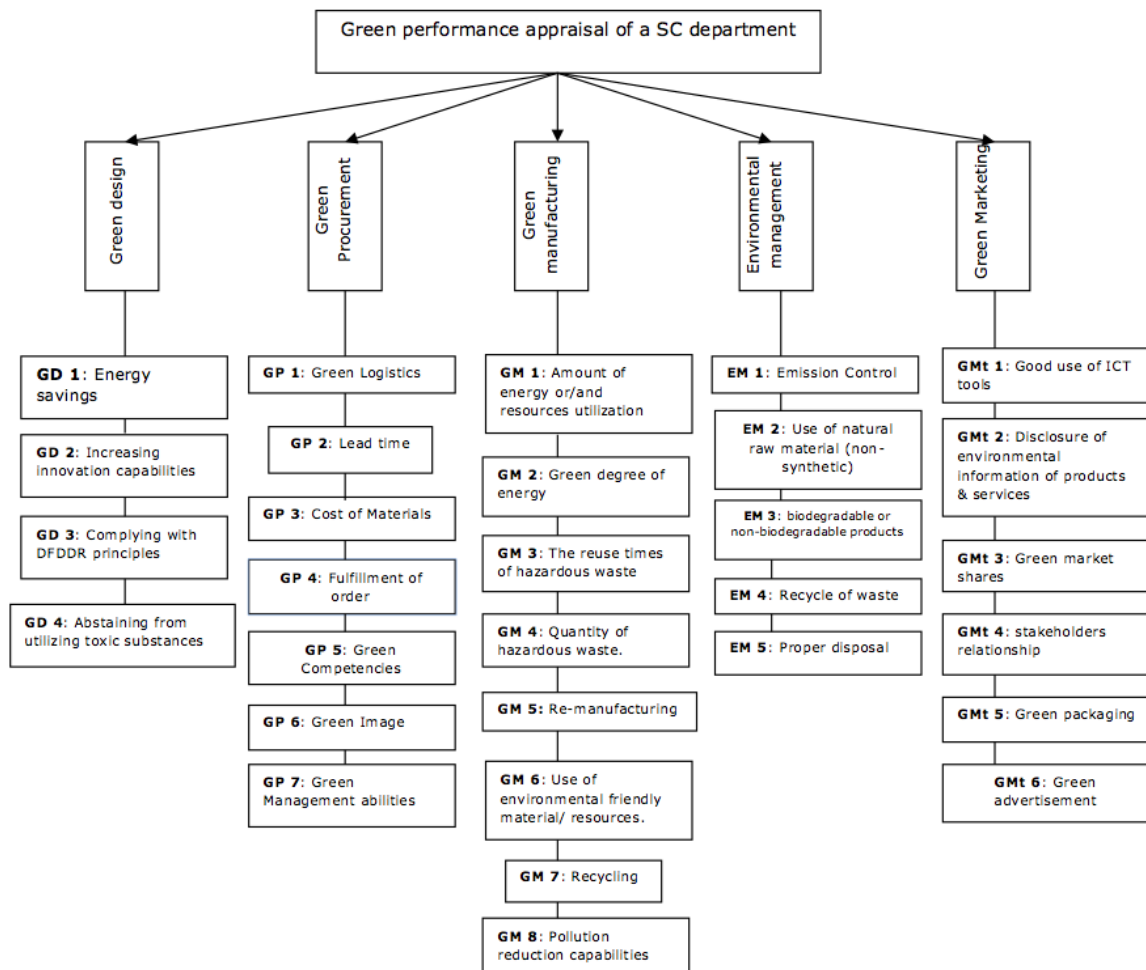 Green performance appraisal of a SC department
Green design
Green
Procurement
Green
manufacturing
Environmental
management
Green Marketing
GD 1: Energy
savings
GD 2: Increasing
innovation capabilities
GD 3: Complying with
DFDDR principles
GD 4: Abstaining from
utilizing toxic substances
GP 1: Green Logistics
GP 2: Lead time
GP 3: Cost of Materials
GP 4: Fulfillment of
order
GP 5: Green
Competencies
GP 6: Green Image
GP 7: Green
Management abilities
GM 1: Amount of
energy or/and
resources utilization
GM 2: Green degree of
energy
GM 3: The reuse times
of hazardous waste
GM 4: Quantity of
hazardous waste.
GM 5: Re-manufacturing
GM 6: Use of
environmental friendly
material/ resources.
GM 7: Recycling
GM 8: Pollution
reduction capabilities
EM 1: Emission Control
EM 2: Use of natural
raw material (non-
synthetic)
EM 3: biodegradable or
non-biodegradable products
EM 4: Recycle of waste
EM 5: Proper disposal
GMt 1: Good use of ICT
tools
GMt 2: Disclosure of
environmental
information of products
& services
GMt 3: Green market
shares
GMt 4: stakeholders
relationship
GMt 5: Green packaging
GMt 6: Green
advertisement